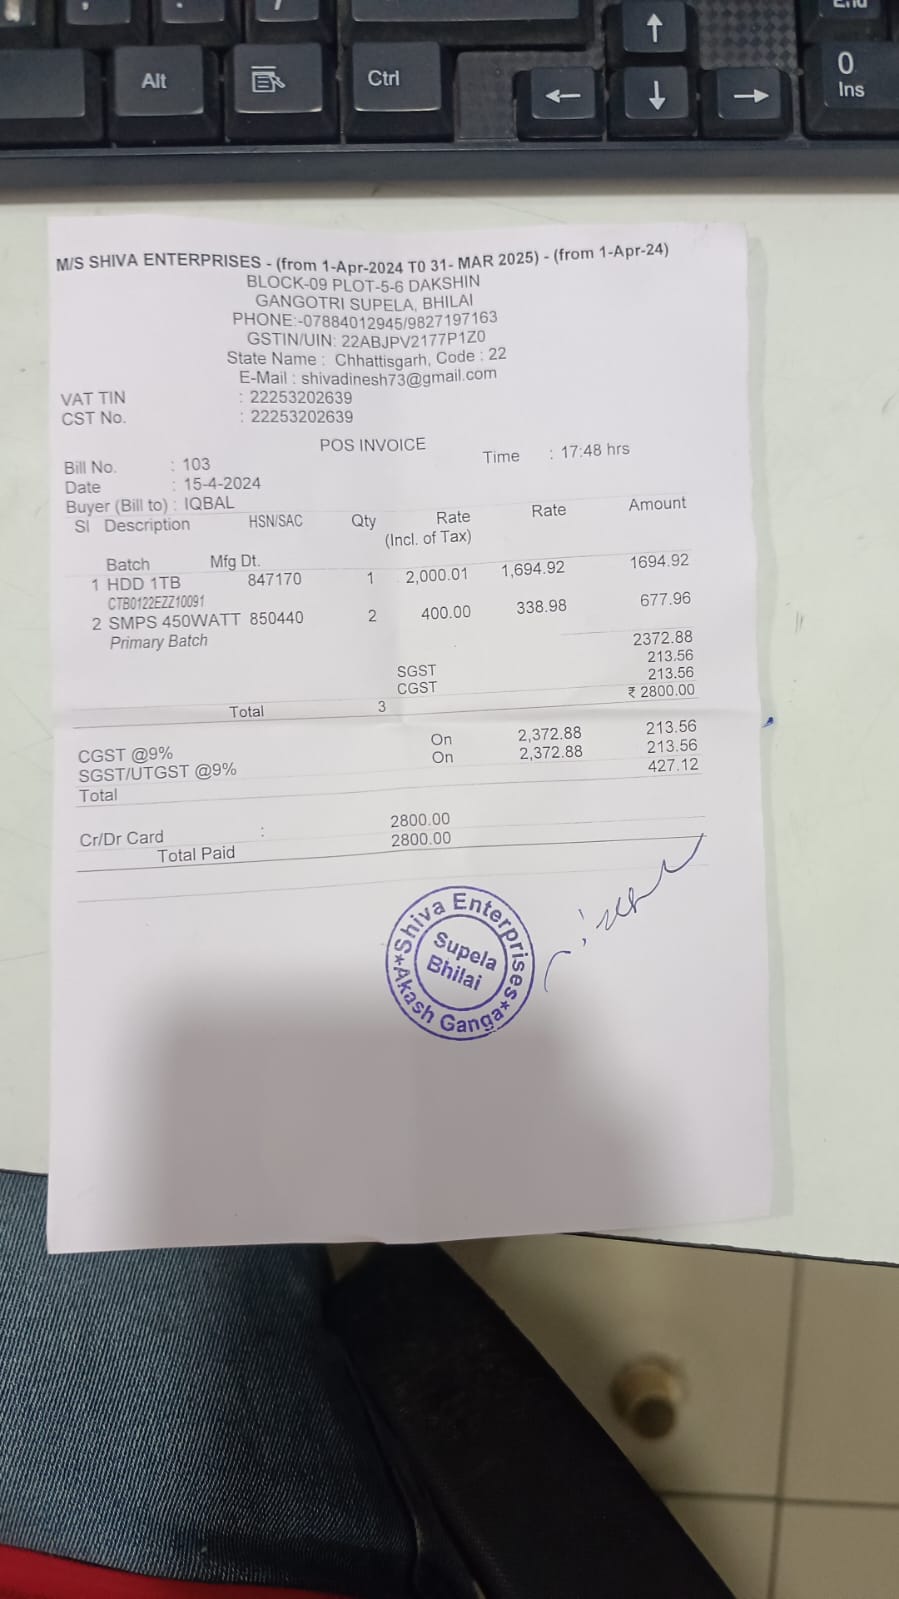 End
Alt
Ctrl
↑
←
↓
→
0
Ins
M/S SHIVA ENTERPRISES - (from 1-Apr-2024 T0 31- MAR 2025) - (from 1-Apr-24)
BLOCK-09 PLOT-5-6 DAKSHIN
GANGOTRI SUPELA, BHILAI
PHONE:-07884012945/9827197163
GSTIN/UIN: 22ABJPV2177P1Z0
State Name : Chhattisgarh, Code : 22
E-Mail : shivadinesh73@gmail.com
VAT TIN : 22253202639
CST No. : 22253202639
POS INVOICE
Bill No. : 103 Time : 17:48 hrs
Date : 15-4-2024
Buyer (Bill to) : IQBAL
Sl Description HSN/SAC Qty Rate Rate Amount
(Incl. of Tax)
Batch Mfg Dt.
1 HDD 1TB 847170 1 2,000.01 1,694.92 1694.92
CTB0122EZZ10091
2 SMPS 450WATT 850440 2 400.00 338.98 677.96
Primary Batch
2372.88
SGST 213.56
CGST 213.56
Total 3 ₹ 2800.00
CGST @9% On 2,372.88 213.56
SGST/UTGST @9% On 2,372.88 213.56
Total 427.12
Cr/Dr Card : 2800.00
Total Paid 2800.00
*Shiva Enterprises*
Supela
Bhilai
Akash Ganga